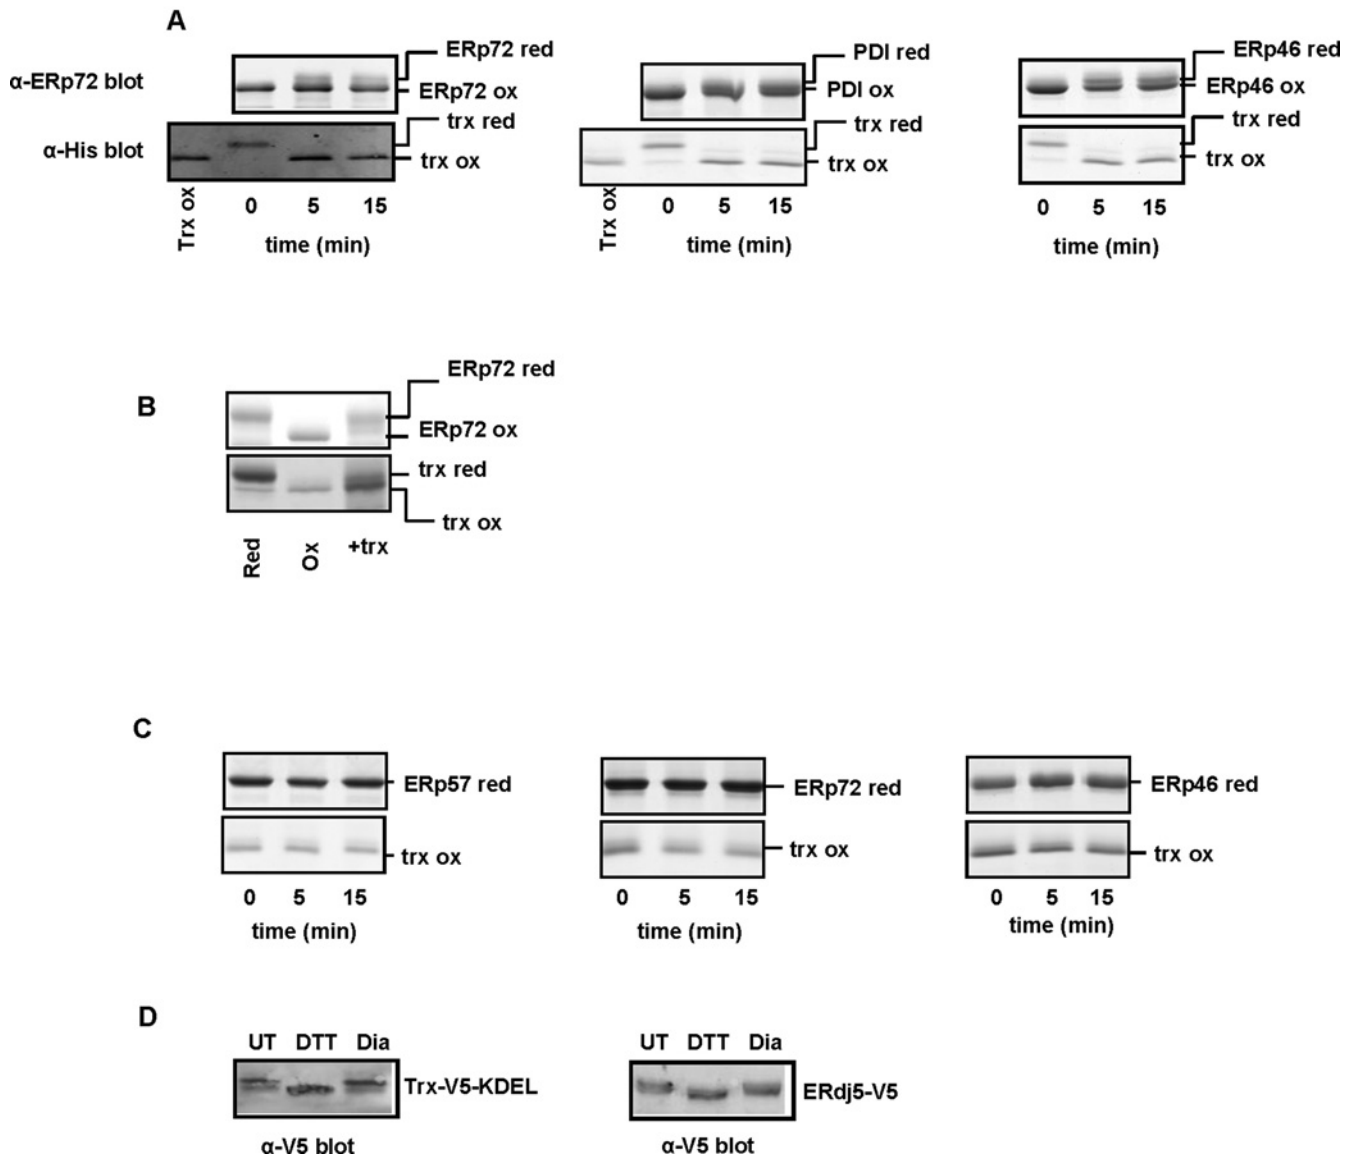 A
ERp72 red
α-ERp72 blot
ERp72 ox
trx red
α-His blot
trx ox
Trx ox
0 5 15
time (min)
PDI red
PDI ox
trx red
trx ox
Trx ox
0 5 15
time (min)
ERp46 red
ERp46 ox
trx red
trx ox
0 5 15
time (min)
B
ERp72 red
ERp72 ox
trx red
trx ox
Red Ox +trx
C
ERp57 red
trx ox
0 5 15
time (min)
ERp72 red
trx ox
0 5 15
time (min)
ERp46 red
trx ox
0 5 15
time (min)
D
UT DTT Dia
Trx-V5-KDEL
α-V5 blot
UT DTT Dia
ERdj5-V5
α-V5 blot